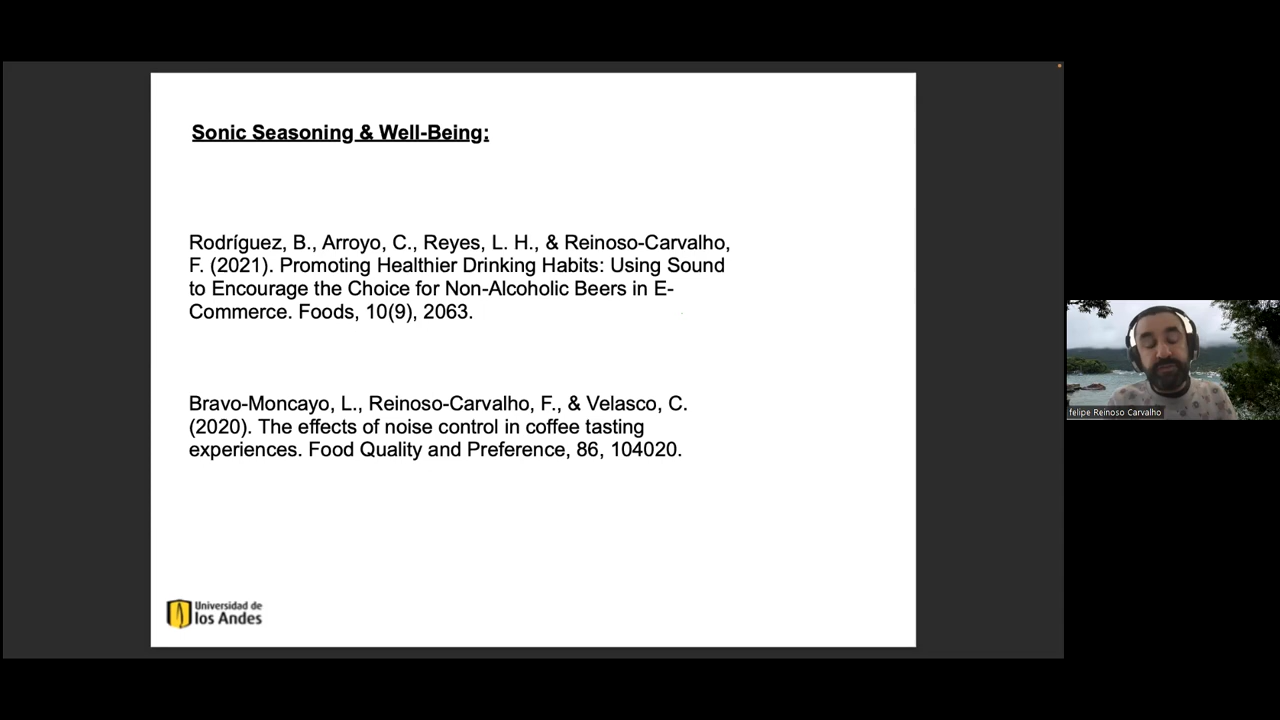 Sonic Seasoning & Well-Being:
Rodríguez, B., Arroyo, C., Reyes, L. H., & Reinoso-Carvalho,
F. (2021). Promoting Healthier Drinking Habits: Using Sound
to Encourage the Choice for Non-Alcoholic Beers in E-
Commerce. Foods, 10(9), 2063.
Bravo-Moncayo, L., Reinoso-Carvalho, F., & Velasco, C.
(2020). The effects of noise control in coffee tasting
experiences. Food Quality and Preference, 86, 104020.
Universidad de
los Andes
felipe Reinoso Carvalho